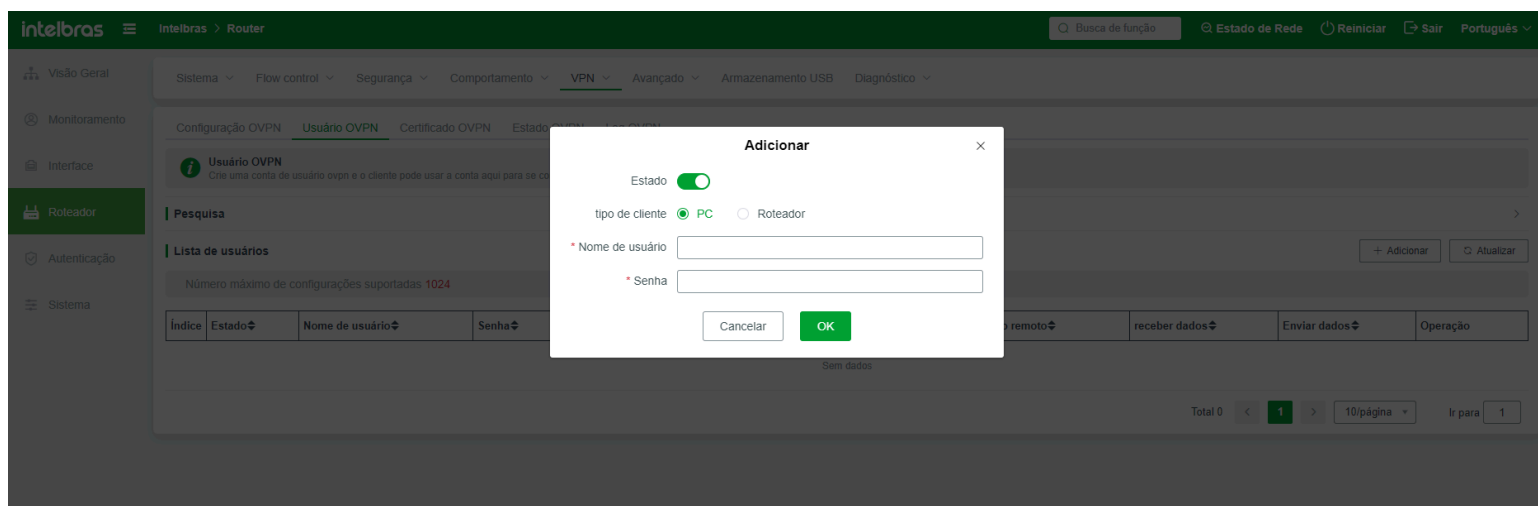 intelbras Intelbras > Router Busca de função Estado de Rede Reiniciar Sair Português
Visão Geral
Monitoramento
Interface
Roteador
Autenticação
Sistema
Sistema Flow control Segurança Comportamento VPN Avançado Armazenamento USB Diagnóstico
Configuração OVPN Usuário OVPN Certificado OVPN Estado OVPN Log OVPN
Usuário OVPN
Crie uma conta de usuário ovpn e o cliente pode usar a conta aqui para se
Pesquisa
Lista de usuários
+ Adicionar Atualizar
Número máximo de configurações suportadas 1024
Índice Estado Nome de usuário Senha remoto receber dados Enviar dados Operação
Sem dados
Total 0 < 1 > 10/página Ir para 1
Adicionar ×
Estado
tipo de cliente PC Roteador
* Nome de usuário
* Senha
Cancelar OK